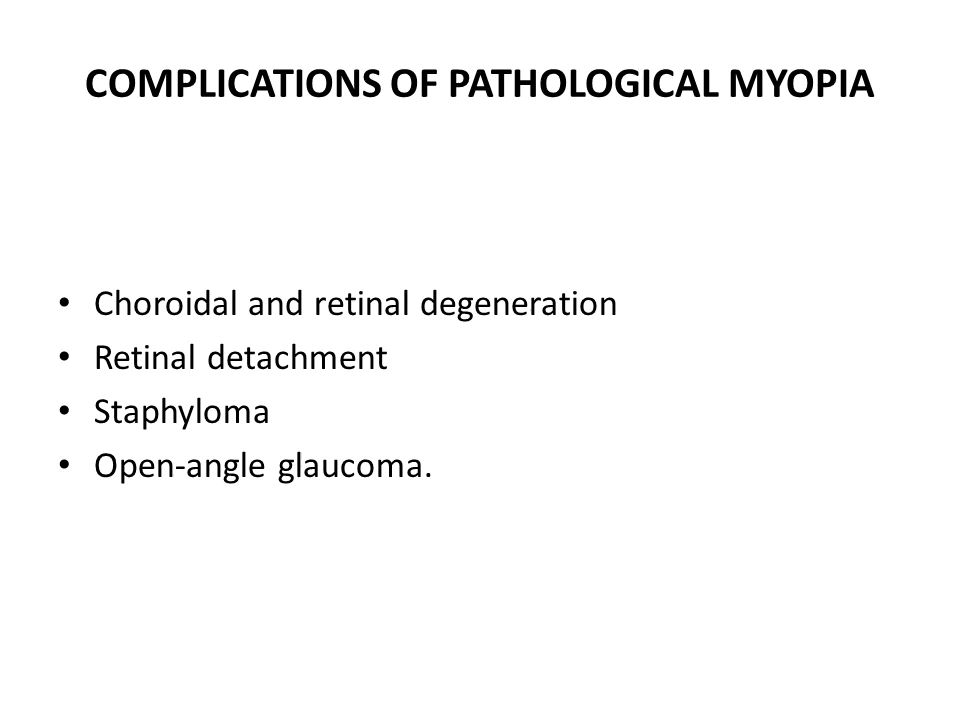 COMPLICATIONS OF PATHOLOGICAL MYOPIA
• Choroidal and retinal degeneration
• Retinal detachment
• Staphyloma
• Open-angle glaucoma.